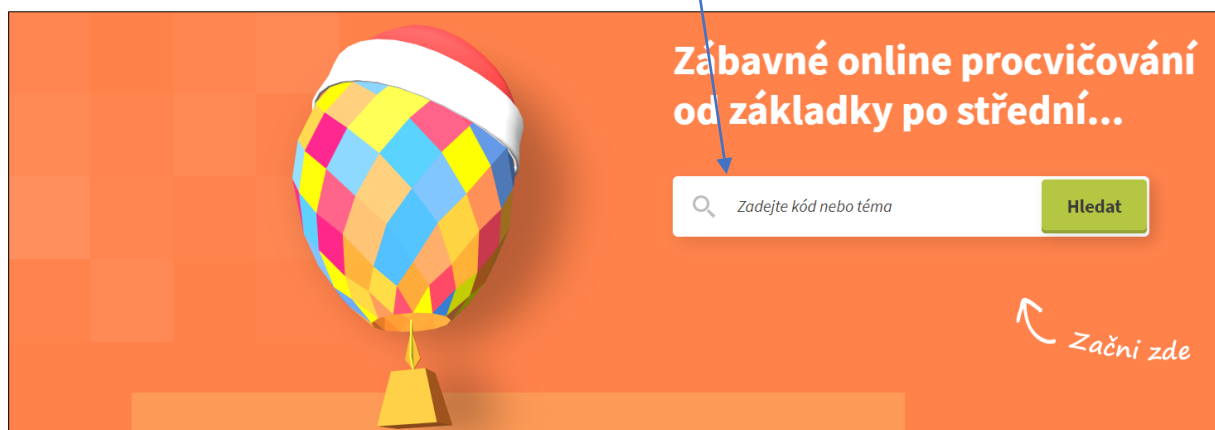 Zábavné online procvičování
od základky po střední...
Zadejte kód nebo téma
Hledat
Začni zde